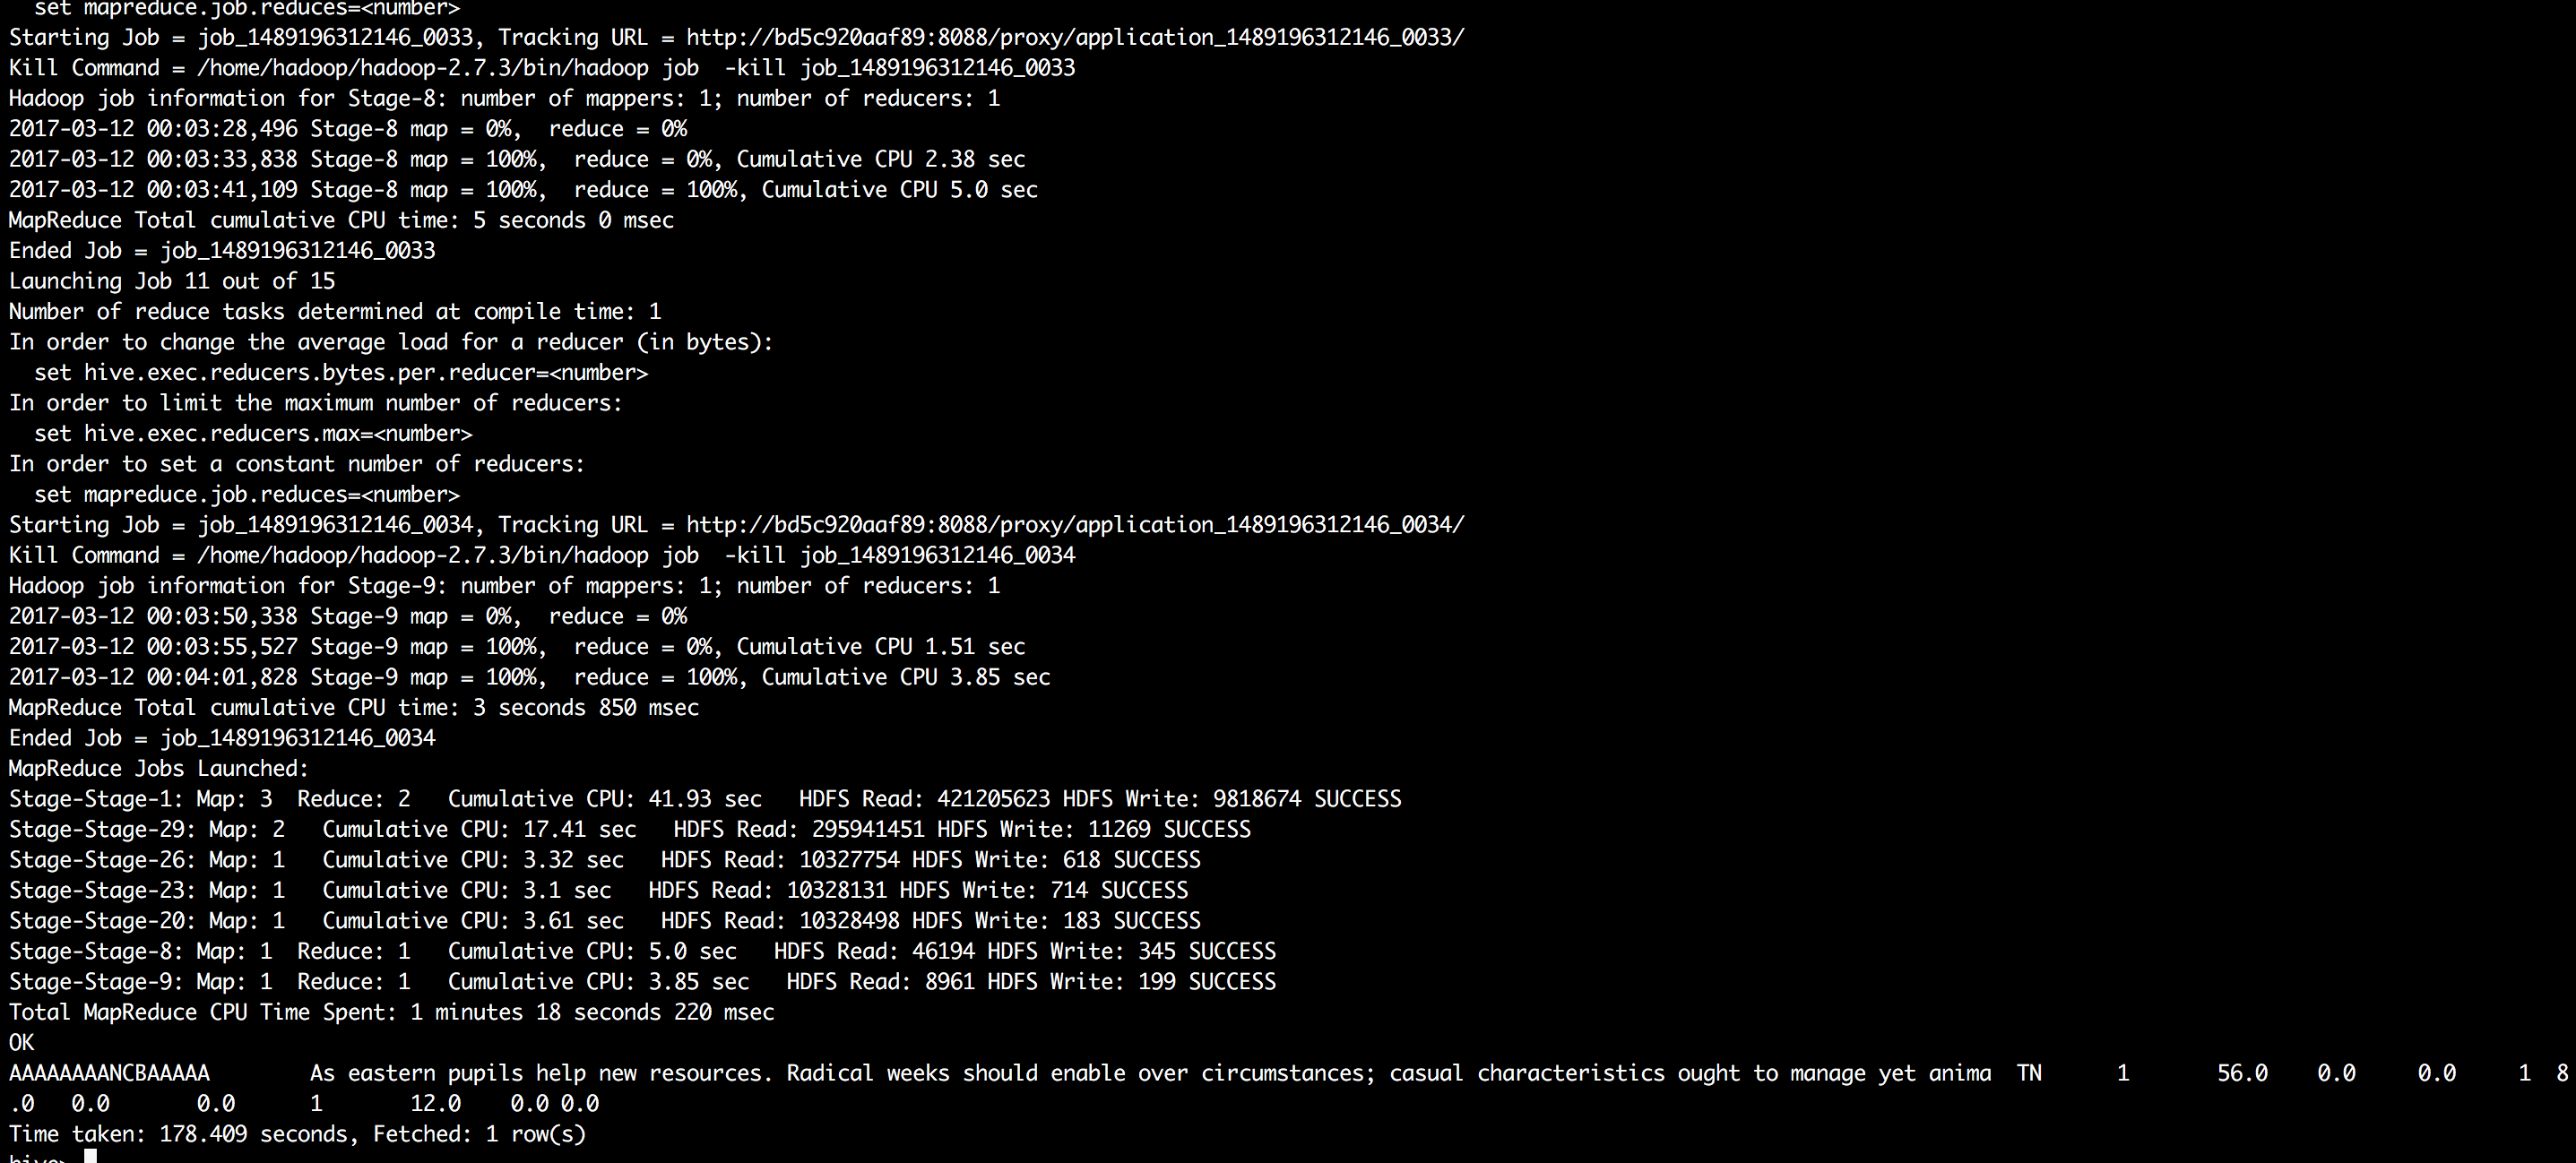 set mapreduce.job.reduces=<number>
Starting Job = job_1489196312146_0033, Tracking URL = http://bd5c920aaf89:8088/proxy/application_1489196312146_0033/
Kill Command = /home/hadoop/hadoop-2.7.3/bin/hadoop job  -kill job_1489196312146_0033
Hadoop job information for Stage-8: number of mappers: 1; number of reducers: 1
2017-03-12 00:03:28,496 Stage-8 map = 0%,  reduce = 0%
2017-03-12 00:03:33,838 Stage-8 map = 100%,  reduce = 0%, Cumulative CPU 2.38 sec
2017-03-12 00:03:41,109 Stage-8 map = 100%,  reduce = 100%, Cumulative CPU 5.0 sec
MapReduce Total cumulative CPU time: 5 seconds 0 msec
Ended Job = job_1489196312146_0033
Launching Job 11 out of 15
Number of reduce tasks determined at compile time: 1
In order to change the average load for a reducer (in bytes):
  set hive.exec.reducers.bytes.per.reducer=<number>
In order to limit the maximum number of reducers:
  set hive.exec.reducers.max=<number>
In order to set a constant number of reducers:
  set mapreduce.job.reduces=<number>
Starting Job = job_1489196312146_0034, Tracking URL = http://bd5c920aaf89:8088/proxy/application_1489196312146_0034/
Kill Command = /home/hadoop/hadoop-2.7.3/bin/hadoop job  -kill job_1489196312146_0034
Hadoop job information for Stage-9: number of mappers: 1; number of reducers: 1
2017-03-12 00:03:50,338 Stage-9 map = 0%,  reduce = 0%
2017-03-12 00:03:55,527 Stage-9 map = 100%,  reduce = 0%, Cumulative CPU 1.51 sec
2017-03-12 00:04:01,828 Stage-9 map = 100%,  reduce = 100%, Cumulative CPU 3.85 sec
MapReduce Total cumulative CPU time: 3 seconds 850 msec
Ended Job = job_1489196312146_0034
MapReduce Jobs Launched:
Stage-Stage-1: Map: 3  Reduce: 2   Cumulative CPU: 41.93 sec   HDFS Read: 421205623 HDFS Write: 9818674 SUCCESS
Stage-Stage-29: Map: 2   Cumulative CPU: 17.41 sec   HDFS Read: 295941451 HDFS Write: 11269 SUCCESS
Stage-Stage-26: Map: 1   Cumulative CPU: 3.32 sec   HDFS Read: 10327754 HDFS Write: 618 SUCCESS
Stage-Stage-23: Map: 1   Cumulative CPU: 3.1 sec   HDFS Read: 10328131 HDFS Write: 714 SUCCESS
Stage-Stage-20: Map: 1   Cumulative CPU: 3.61 sec   HDFS Read: 10328498 HDFS Write: 183 SUCCESS
Stage-Stage-8: Map: 1  Reduce: 1   Cumulative CPU: 5.0 sec   HDFS Read: 46194 HDFS Write: 345 SUCCESS
Stage-Stage-9: Map: 1  Reduce: 1   Cumulative CPU: 3.85 sec   HDFS Read: 8961 HDFS Write: 199 SUCCESS
Total MapReduce CPU Time Spent: 1 minutes 18 seconds 220 msec
OK
AAAAAAAANCBAAAAA        As eastern pupils help new resources. Radical weeks should enable over circumstances; casual characteristics ought to manage yet anima  TN      1       56.0    0.0     0.0     1  8
.0   0.0       0.0      1       12.0    0.0 0.0
Time taken: 178.409 seconds, Fetched: 1 row(s)
hive>